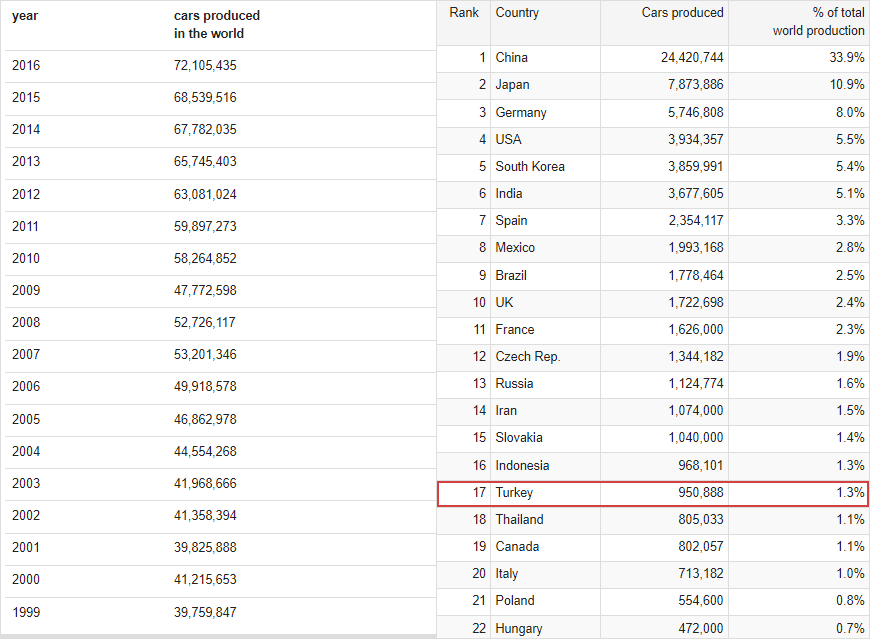 year cars produced
in the world
2016 72,105,435
2015 68,539,516
2014 67,782,035
2013 65,745,403
2012 63,081,024
2011 59,897,273
2010 58,264,852
2009 47,772,598
2008 52,726,117
2007 53,201,346
2006 49,918,578
2005 46,862,978
2004 44,554,268
2003 41,968,666
2002 41,358,394
2001 39,825,888
2000 41,215,653
1999 39,759,847
Rank Country Cars produced % of total
world production
1 China 24,420,744 33.9%
2 Japan 7,873,886 10.9%
3 Germany 5,746,808 8.0%
4 USA 3,934,357 5.5%
5 South Korea 3,859,991 5.4%
6 India 3,677,605 5.1%
7 Spain 2,354,117 3.3%
8 Mexico 1,993,168 2.8%
9 Brazil 1,778,464 2.5%
10 UK 1,722,698 2.4%
11 France 1,626,000 2.3%
12 Czech Rep. 1,344,182 1.9%
13 Russia 1,124,774 1.6%
14 Iran 1,074,000 1.5%
15 Slovakia 1,040,000 1.4%
16 Indonesia 968,101 1.3%
17 Turkey 950,888 1.3%
18 Thailand 805,033 1.1%
19 Canada 802,057 1.1%
20 Italy 713,182 1.0%
21 Poland 554,600 0.8%
22 Hungary 472,000 0.7%